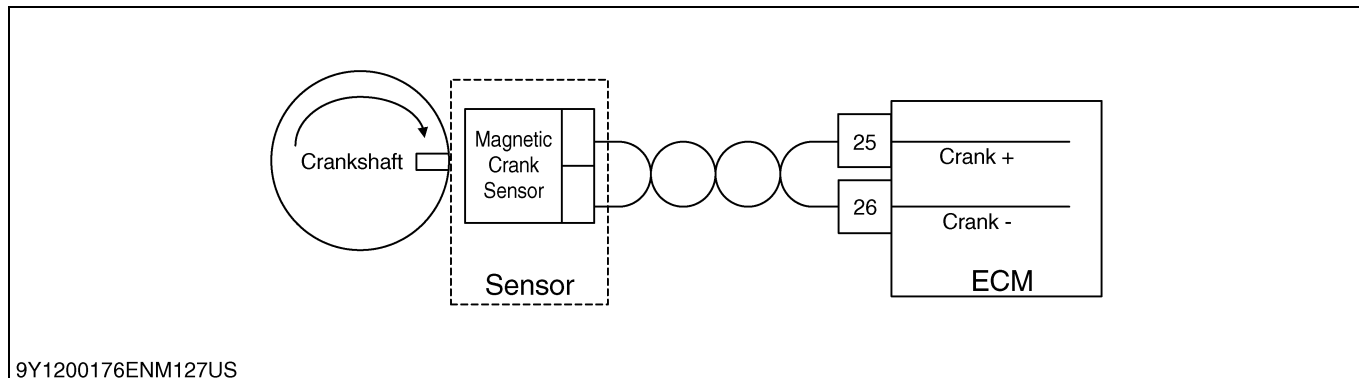 Crankshaft
Magnetic
Crank
Sensor
Sensor
25
Crank +
26
Crank -
ECM
9Y1200176ENM127US